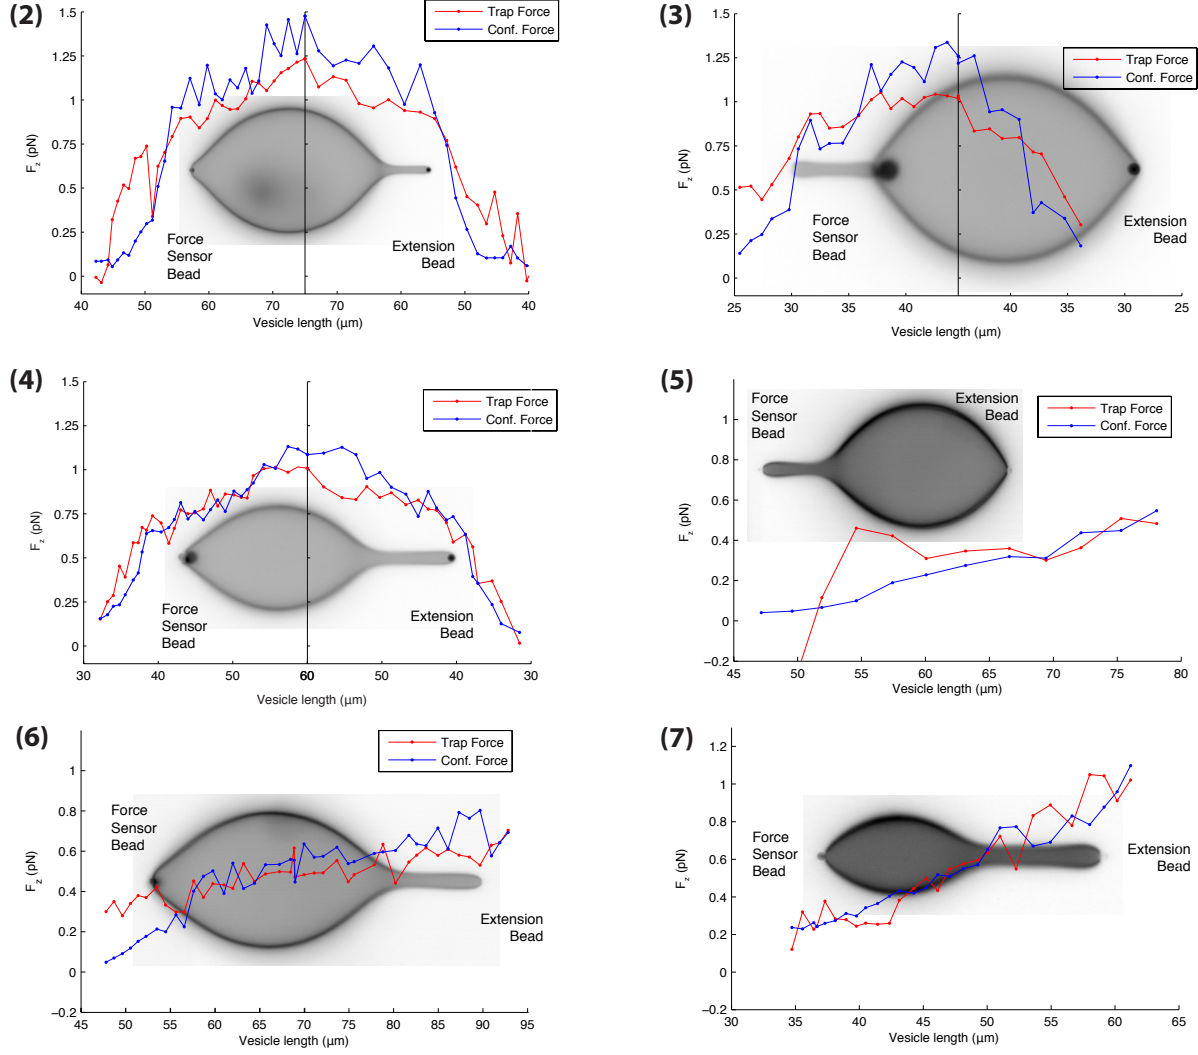 (2)
Trap Force
Conf. Force
1.5
1.25
1
0.75
0.5
0.25
0
F_z (pN)
Force
Sensor
Bead
Extension
Bead
40 50 60 70 70 60 50 40
Vesicle length (µm)
(3)
Trap Force
Conf. Force
1.5
1.25
1
0.75
0.5
0.25
0
F_z (pN)
Force
Sensor
Bead
Extension
Bead
25 30 35 40 40 35 30 25
Vesicle length (µm)
(4)
Trap Force
Conf. Force
1.5
1.25
1
0.75
0.5
0.25
0
F_z (pN)
Force
Sensor
Bead
Extension
Bead
30 40 50 60 50 40 30
Vesicle length (µm)
(5)
Force
Sensor
Bead
Extension
Bead
Trap Force
Conf. Force
1
0.8
0.6
0.4
0.2
0
−0.2
F_z (pN)
45 50 55 60 65 70 75 80
Vesicle length (µm)
(6)
Trap Force
Conf. Force
1
0.8
0.6
0.4
0.2
0
−0.2
F_z (pN)
Force
Sensor
Bead
Extension
Bead
45 50 55 60 65 70 75 80 85 90 95
Vesicle length (µm)
(7)
Trap Force
Conf. Force
1.2
1
0.8
0.6
0.4
0.2
0
−0.2
F_z (pN)
Force
Sensor
Bead
Extension
Bead
30 35 40 45 50 55 60 65
Vesicle length (µm)